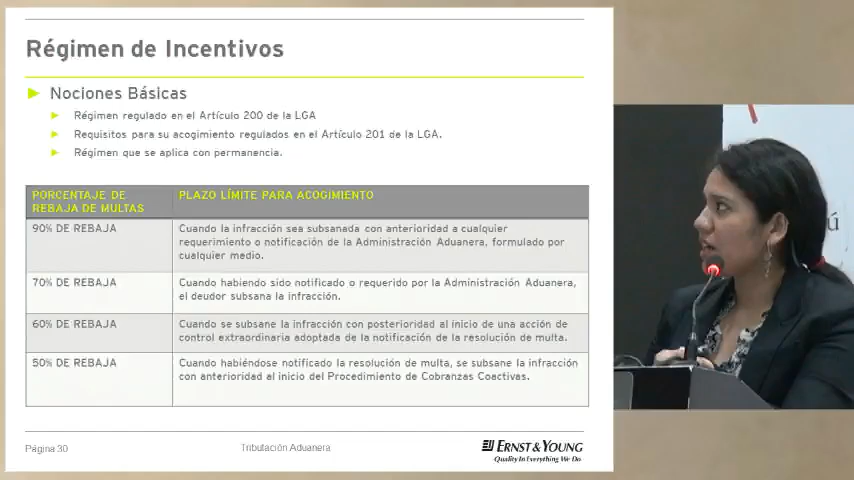 Régimen de Incentivos
► Nociones Básicas
► Régimen regulado en el Artículo 200 de la LGA
► Requisitos para su acogimiento regulados en el Artículo 201 de la LGA.
► Régimen que se aplica con permanencia.
PORCENTAJE DE
REBAJA DE MULTAS
PLAZO LÍMITE PARA ACOGIMIENTO
90% DE REBAJA
Cuando la infracción sea subsanada con anterioridad a cualquier
requerimiento o notificación de la Administración Aduanera, formulado por
cualquier medio.
70% DE REBAJA
Cuando habiendo sido notificado o requerido por la Administración Aduanera,
el deudor subsana la infracción.
60% DE REBAJA
Cuando se subsane la infracción con posterioridad al inicio de una acción de
control extraordinaria adoptada de la notificación de la resolución de multa.
50% DE REBAJA
Cuando habiéndose notificado la resolución de multa, se subsane la infracción
con anterioridad al inicio del Procedimiento de Cobranzas Coactivas.
Página 30
Tributación Aduanera
ERNST & YOUNG
Quality In Everything We Do
ú